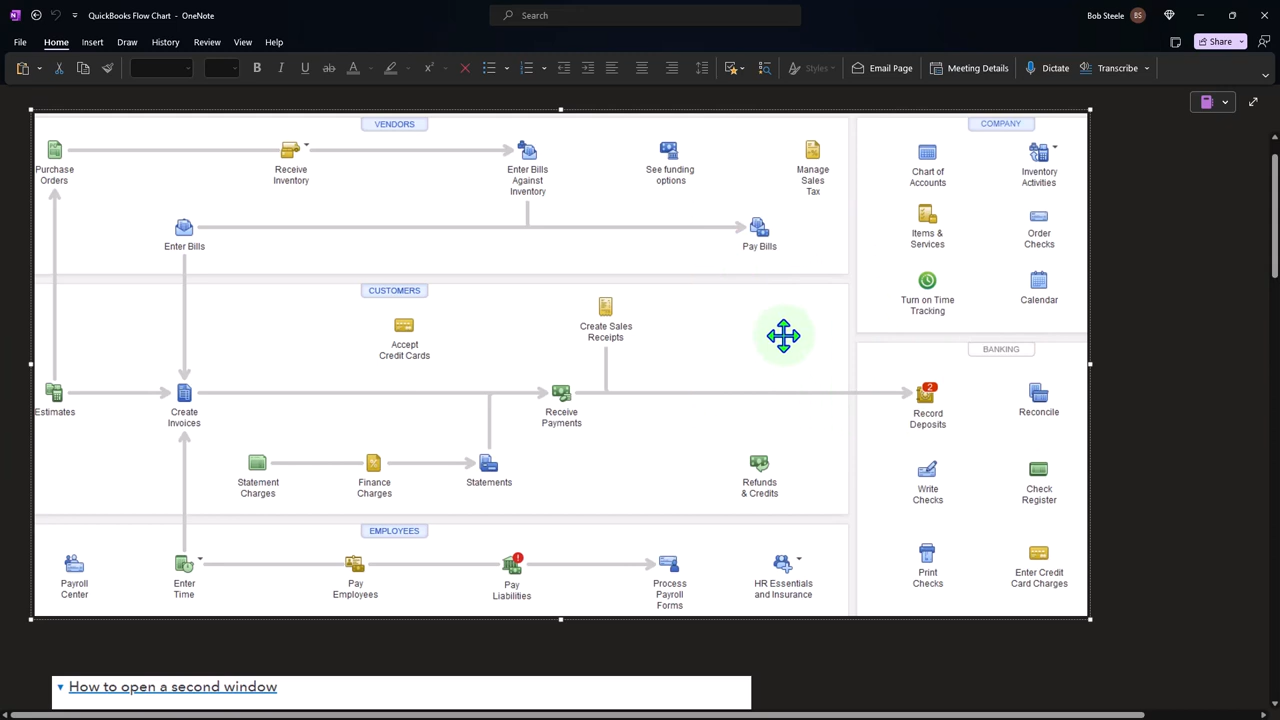 QuickBooks Flow Chart - OneNote
Search
Bob Steele
BS
File
Home
Insert
Draw
History
Review
View
Help
Share
Styles
Email Page
Meeting Details
Dictate
Transcribe
VENDORS
Purchase
Orders
Receive
Inventory
Enter Bills
Against
Inventory
See funding
options
Manage
Sales
Tax
Enter Bills
Pay Bills
COMPANY
Chart of
Accounts
Inventory
Activities
Items &
Services
Order
Checks
Turn on Time
Tracking
Calendar
CUSTOMERS
Accept
Credit Cards
Create Sales
Receipts
Estimates
Create
Invoices
Receive
Payments
Statement
Charges
Finance
Charges
Statements
Refunds
& Credits
BANKING
2
Record
Deposits
Reconcile
Write
Checks
Check
Register
Print
Checks
Enter Credit
Card Charges
EMPLOYEES
Payroll
Center
Enter
Time
Pay
Employees
Pay
Liabilities
Process
Payroll
Forms
HR Essentials
and Insurance
How to open a second window